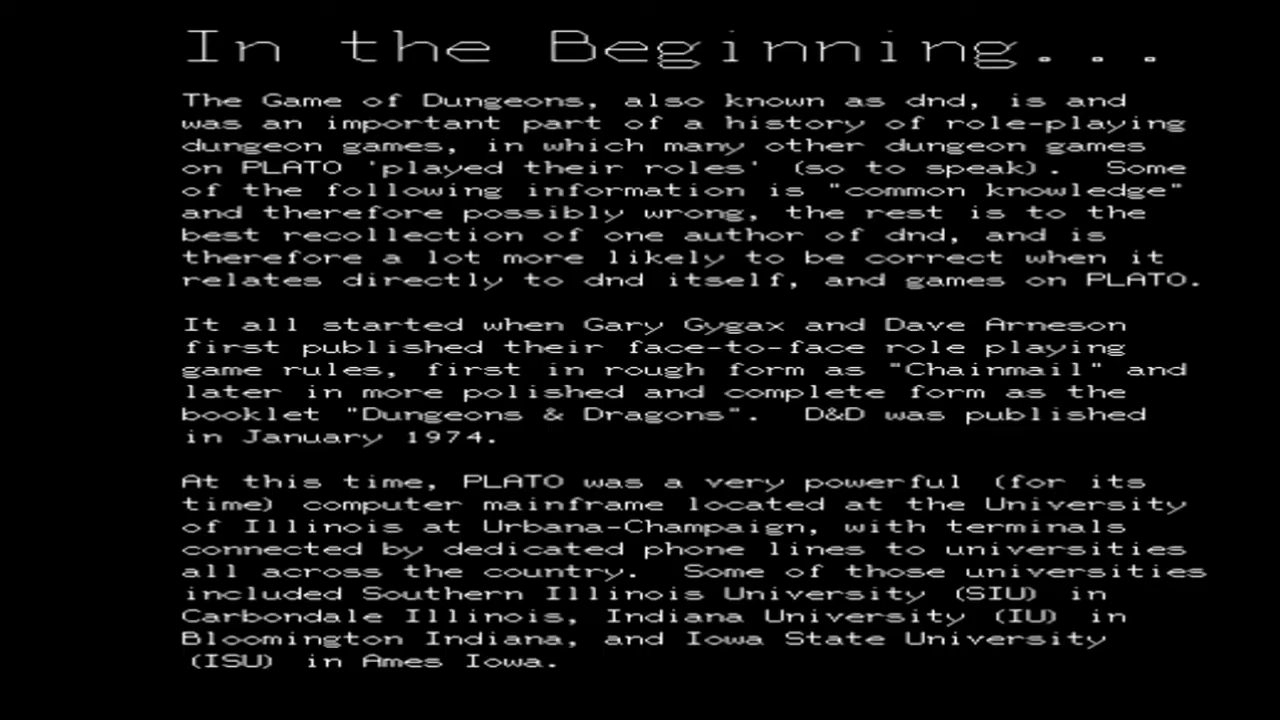 In the Beginning...
The Game of Dungeons, also known as dnd, is and
was an important part of a history of role-playing
dungeon games, in which many other dungeon games
on PLATO 'played their roles' (so to speak).  Some
of the following information is "common knowledge"
and therefore possibly wrong, the rest is to the
best recollection of one author of dnd, and is
therefore a lot more likely to be correct when it
relates directly to dnd itself, and games on PLATO.
It all started when Gary Gygax and Dave Arneson
first published their face-to-face role playing
game rules, first in rough form as "Chainmail" and
later in more polished and complete form as the
booklet "Dungeons & Dragons".  D&D was published
in January 1974.
At this time, PLATO was a very powerful (for its
time) computer mainframe located at the University
of Illinois at Urbana-Champaign, with terminals
connected by dedicated phone lines to universities
all across the country.  Some of those universities
included Southern Illinois University (SIU) in
Carbondale Illinois, Indiana University (IU) in
Bloomington Indiana, and Iowa State University
(ISU) in Ames Iowa.